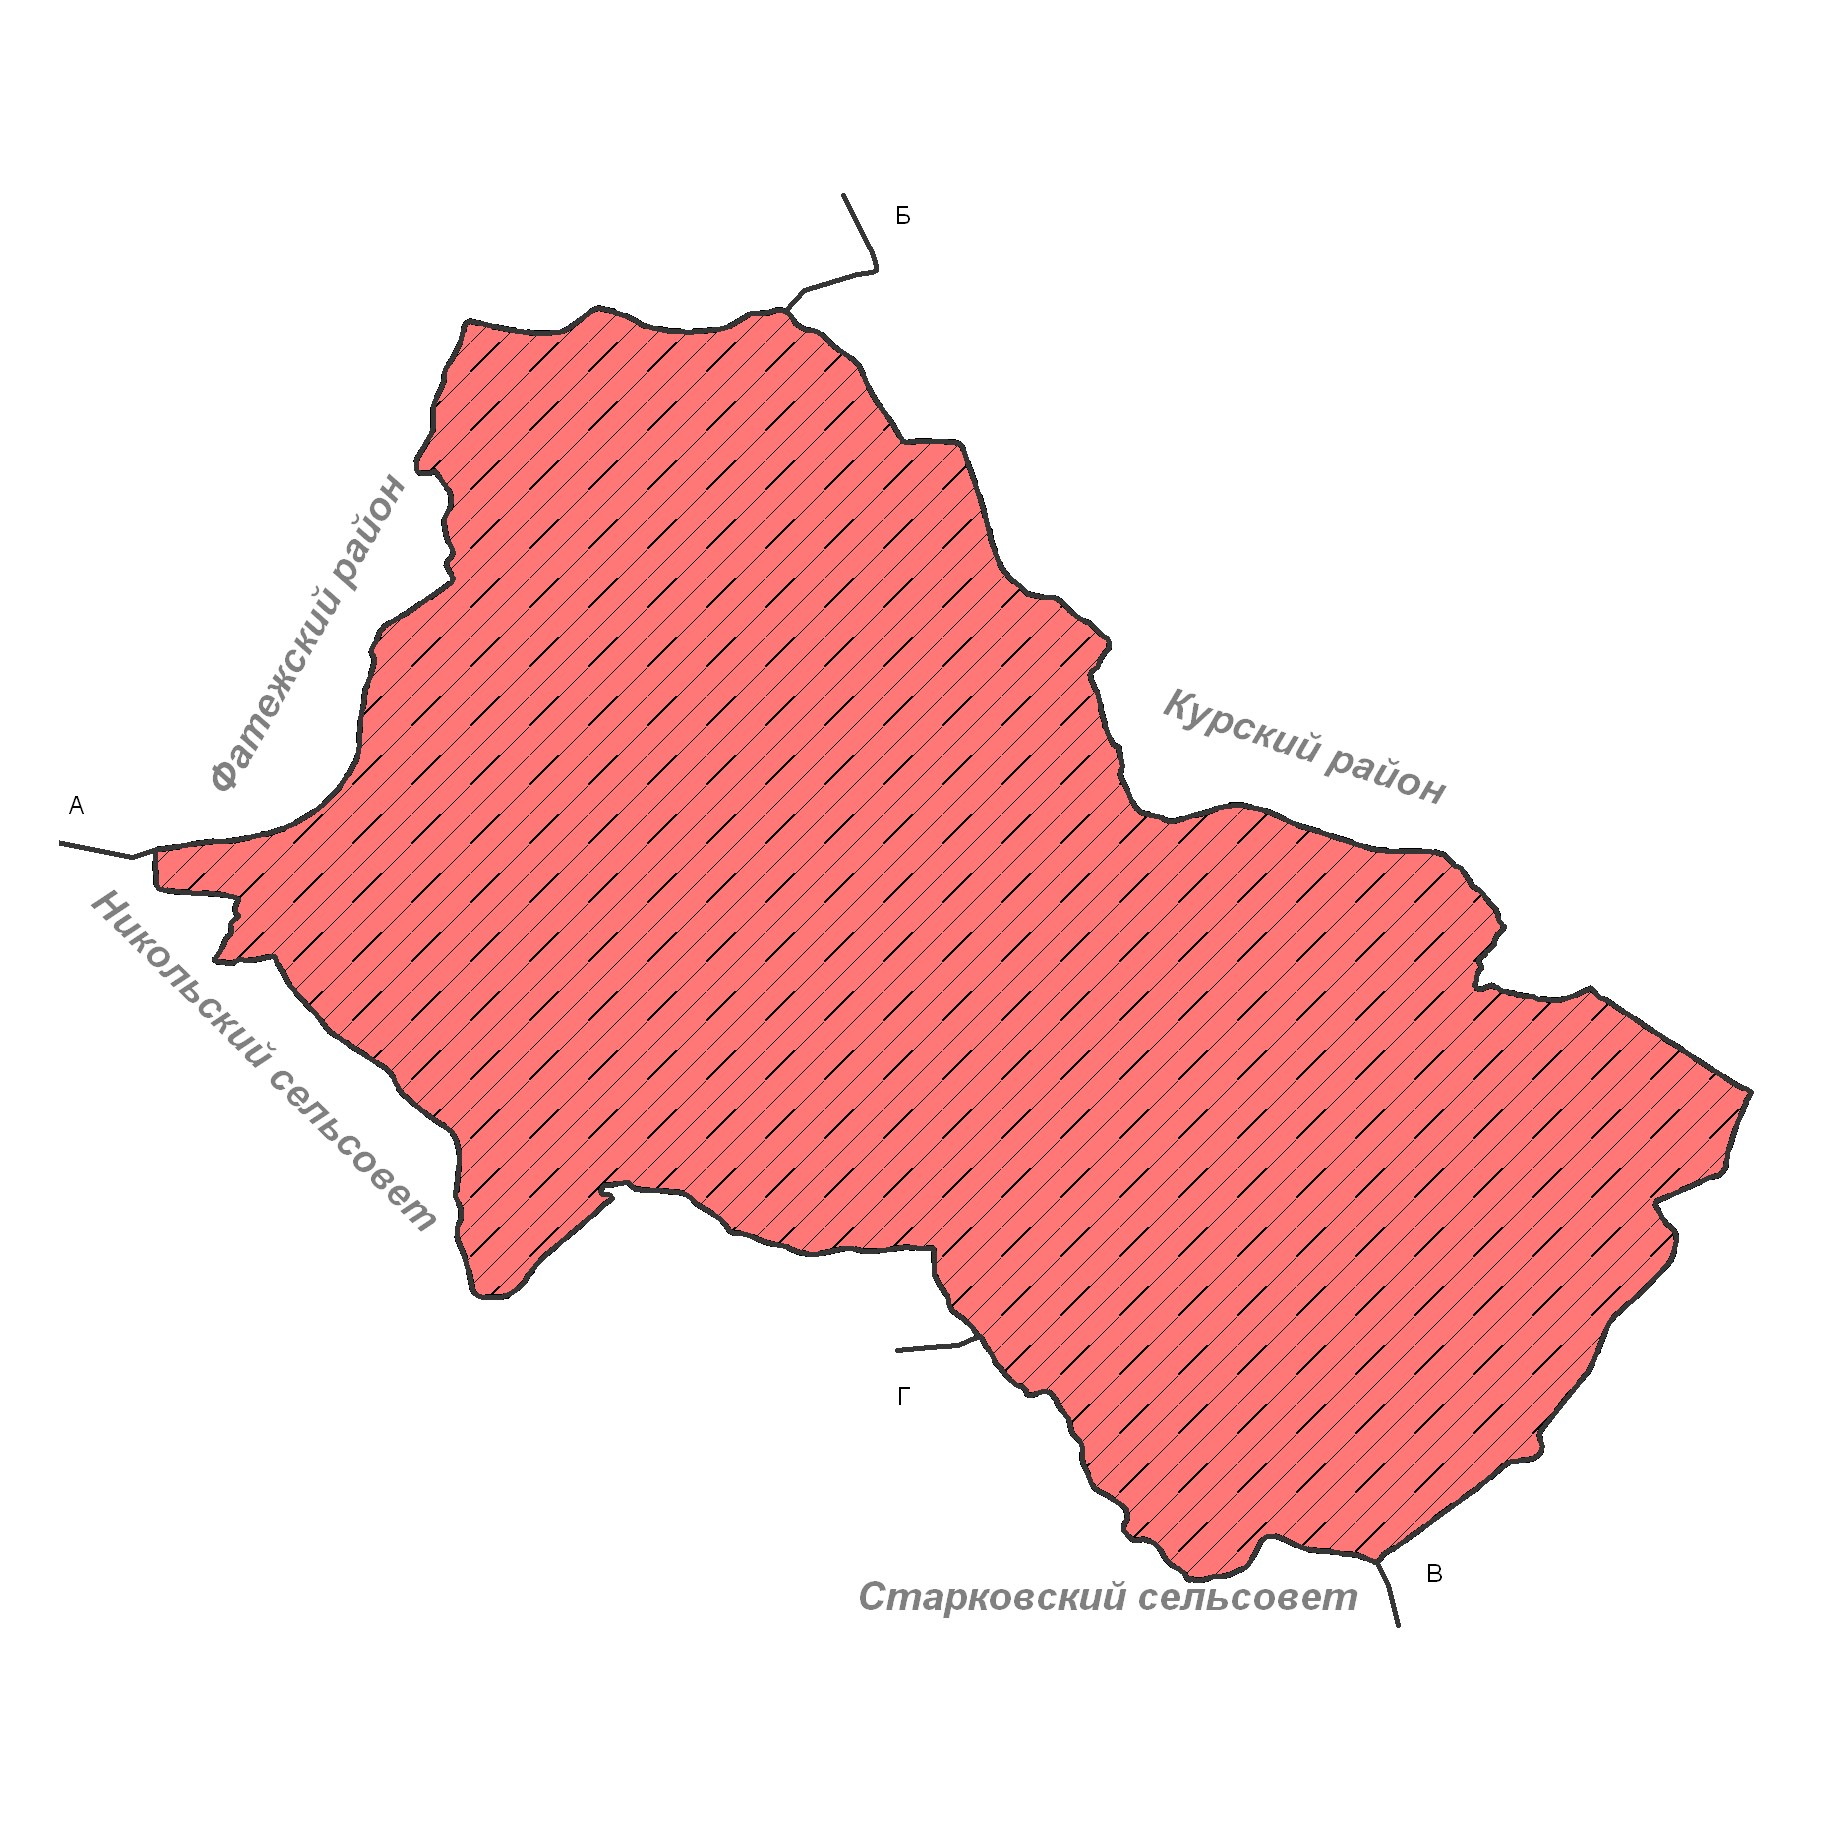 Б
Фатежский район
Курский район
А
Никольский сельсовет
Г
В
Старковский сельсовет